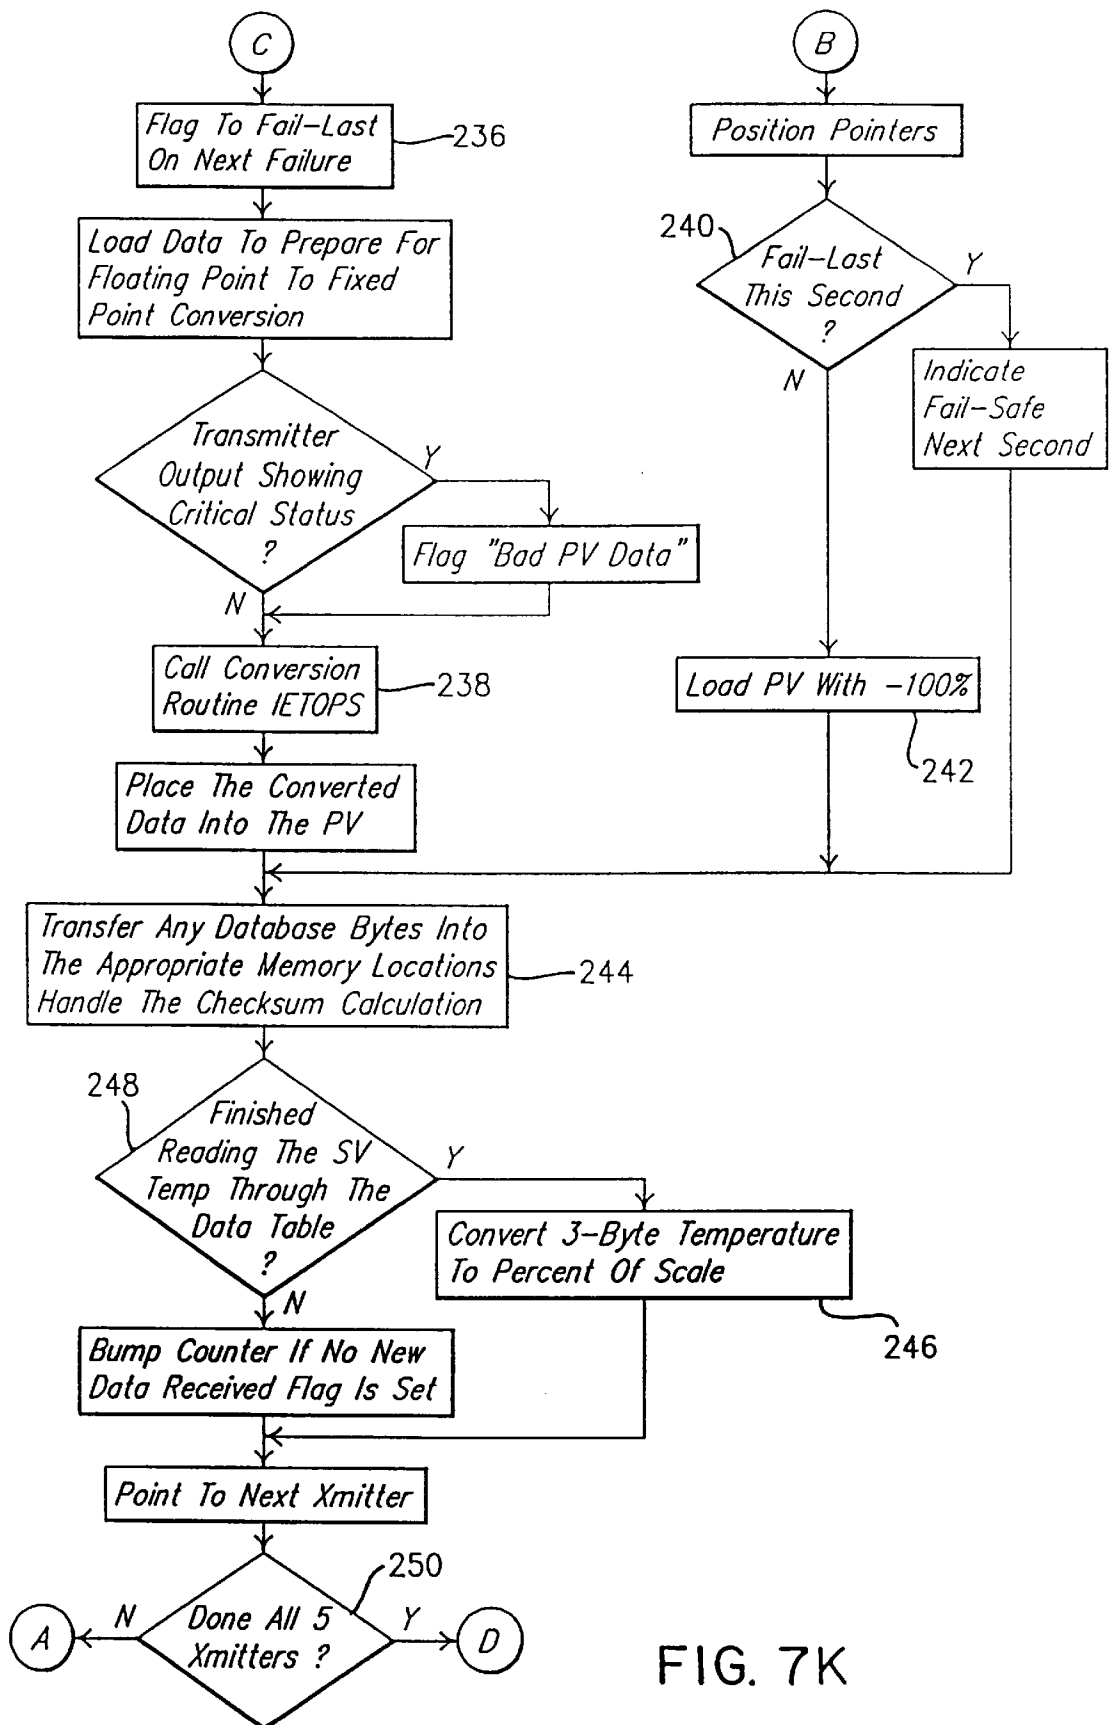 C
Flag To Fail-Last
On Next Failure
236
Load Data To Prepare For
Floating Point To Fixed
Point Conversion
Transmitter
Output Showing
Critical Status
?
Y
N
Flag "Bad PV Data"
Call Conversion
Routine IETOPS
238
Place The Converted
Data Into The PV
B
Position Pointers
240
Fail-Last
This Second
?
Y
N
Indicate
Fail-Safe
Next Second
Load PV With -100%
242
Transfer Any Database Bytes Into
The Appropriate Memory Locations
Handle The Checksum Calculation
244
248
Finished
Reading The SV
Temp Through The
Data Table
?
Y
N
Convert 3-Byte Temperature
To Percent Of Scale
246
Bump Counter If No New
Data Received Flag Is Set
Point To Next Xmitter
250
Done All 5
Xmitters ?
N
A
Y
D
FIG. 7K